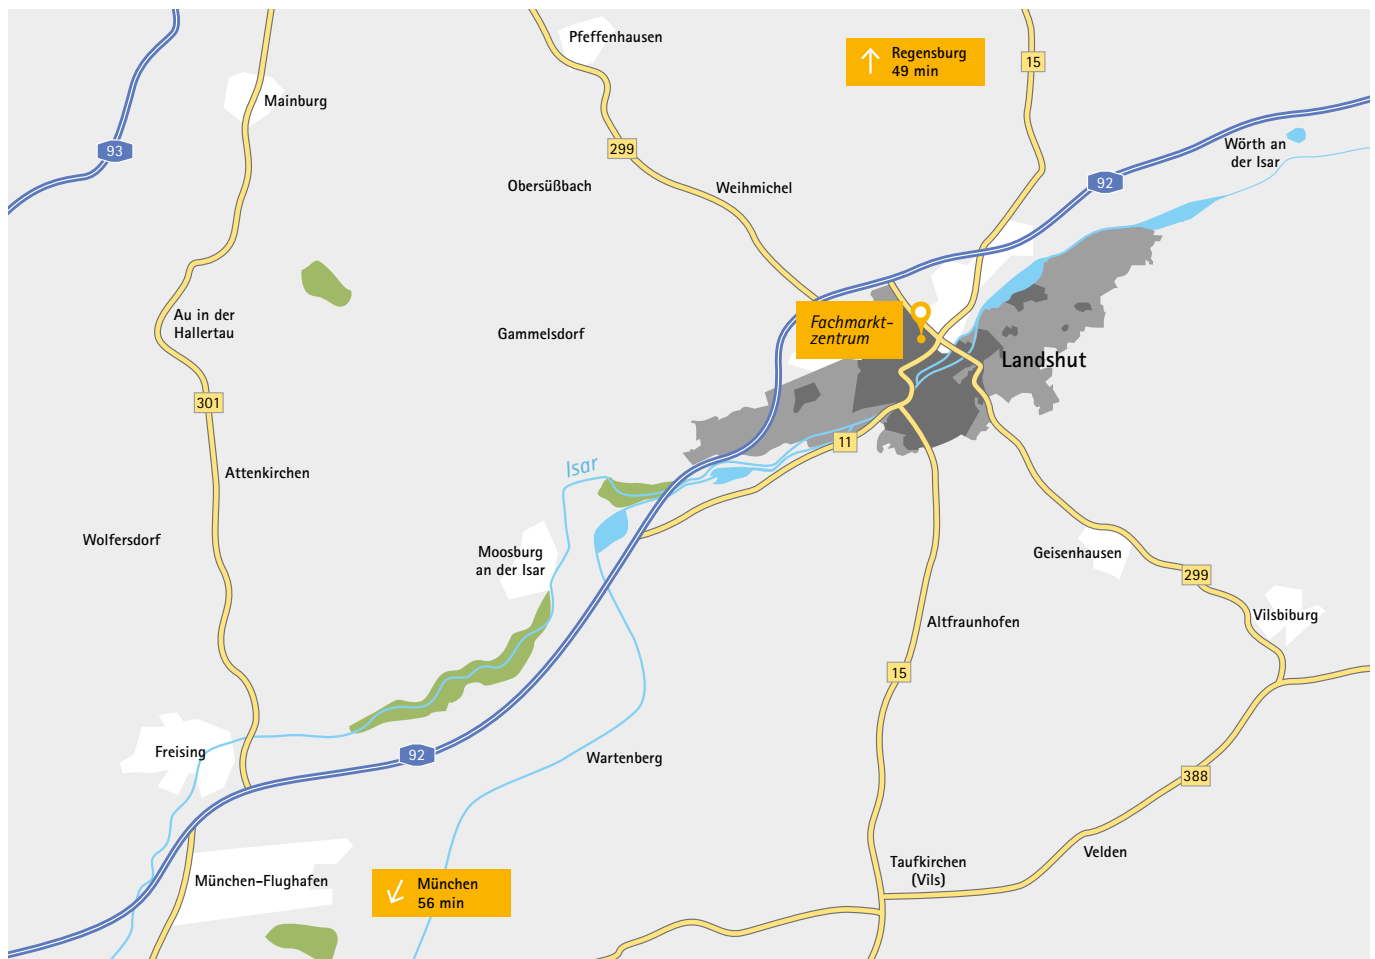 Pfeffenhausen
Regensburg
49 min
15
Mainburg
93
299
Wörth an
der Isar
92
Obersüßbach
Weihmichel
Au in der
Hallertau
Gammelsdorf
Fachmarkt-
zentrum
Landshut
301
11
Isar
Attenkirchen
Wolfersdorf
Moosburg
an der Isar
Geisenhausen
299
Vilsbiburg
Altfraunhofen
15
Freising
92
Wartenberg
388
Velden
Taufkirchen
(Vils)
München-Flughafen
München
56 min